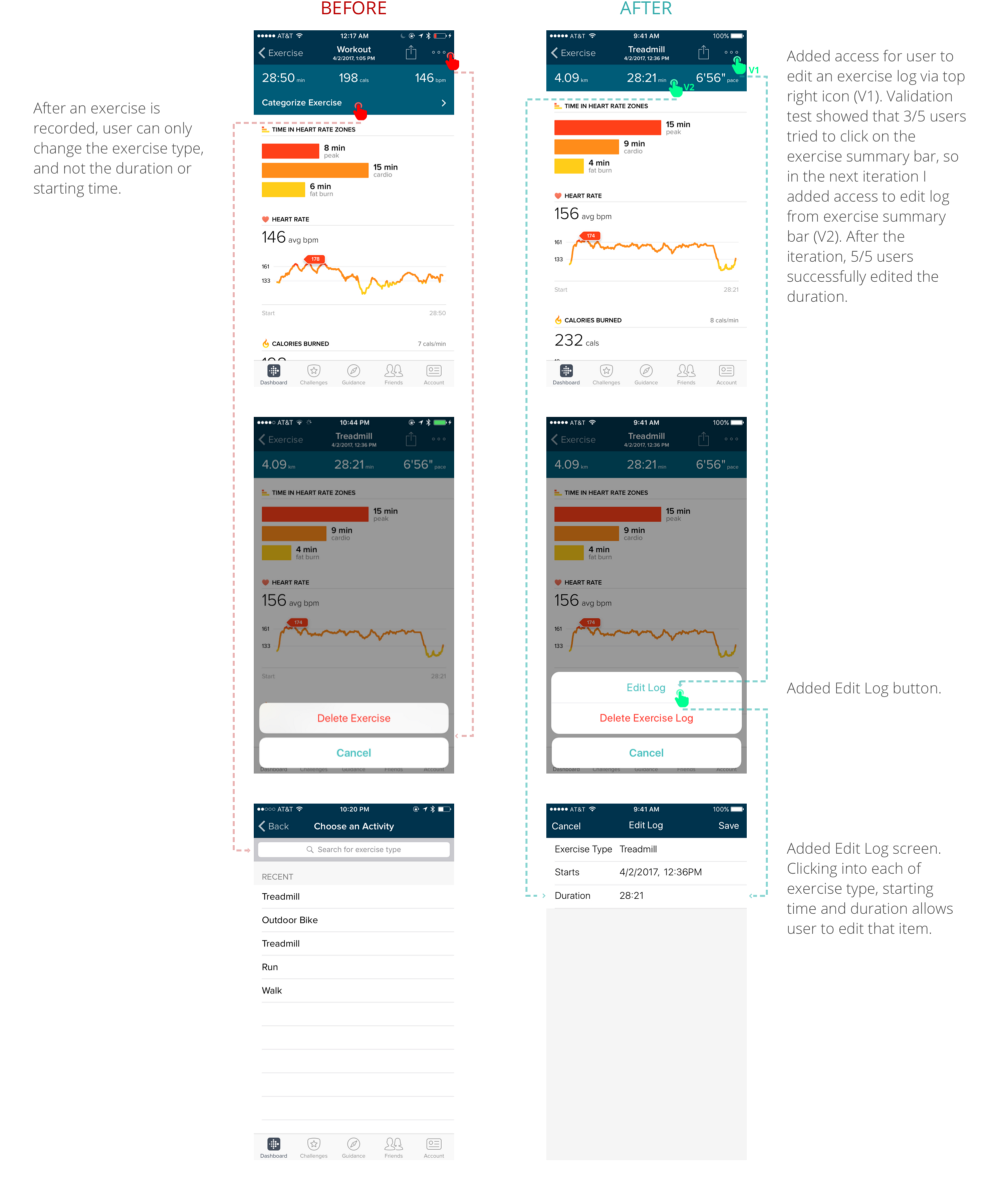 BEFORE
AFTER
After an exercise is
recorded, user can only
change the exercise type,
and not the duration or
starting time.
AT&T 12:17 AM
Exercise
Workout
4/2/2017, 1:05 PM
28:50 min 198 cals 146 bpm
Categorize Exercise
TIME IN HEART RATE ZONES
8 min
peak
15 min
cardio
6 min
fat burn
HEART RATE
146 avg bpm
178
161
133
Start 28:50
CALORIES BURNED 7 cals/min
Dashboard Challenges Guidance Friends Account
AT&T 9:41 AM 100%
Exercise
Treadmill
4/2/2017, 12:36 PM
V1
4.09 km 28:21 min 6'56" pace
V2
TIME IN HEART RATE ZONES
15 min
peak
9 min
cardio
4 min
fat burn
HEART RATE
156 avg bpm
174
161
133
Start 28:21
CALORIES BURNED 8 cals/min
232 cals
Dashboard Challenges Guidance Friends Account
Added access for user to
edit an exercise log via top
right icon (V1). Validation
test showed that 3/5 users
tried to click on the
exercise summary bar, so
in the next iteration I
added access to edit log
from exercise summary
bar (V2). After the
iteration, 5/5 users
successfully edited the
duration.
AT&T 10:44 PM
Exercise
Treadmill
4/2/2017, 12:36 PM
4.09 km 28:21 min 6'56" pace
TIME IN HEART RATE ZONES
15 min
peak
9 min
cardio
4 min
fat burn
HEART RATE
156 avg bpm
174
161
133
Start 28:21
Delete Exercise
Cancel
Dashboard Challenges Guidance Friends Account
AT&T 9:41 AM 100%
Exercise
Treadmill
4/2/2017, 12:36 PM
4.09 km 28:21 min 6'56" pace
TIME IN HEART RATE ZONES
15 min
peak
9 min
cardio
4 min
fat burn
HEART RATE
156 avg bpm
174
161
133
Edit Log
Delete Exercise Log
Cancel
Dashboard Challenges Guidance Friends Account
Added Edit Log button.
AT&T 10:20 PM
Back Choose an Activity
Search for exercise type
RECENT
Treadmill
Outdoor Bike
Treadmill
Run
Walk
Dashboard Challenges Guidance Friends Account
AT&T 9:41 AM 100%
Cancel Edit Log Save
Exercise Type Treadmill
Starts 4/2/2017, 12:36PM
Duration 28:21
Added Edit Log screen.
Clicking into each of
exercise type, starting
time and duration allows
user to edit that item.